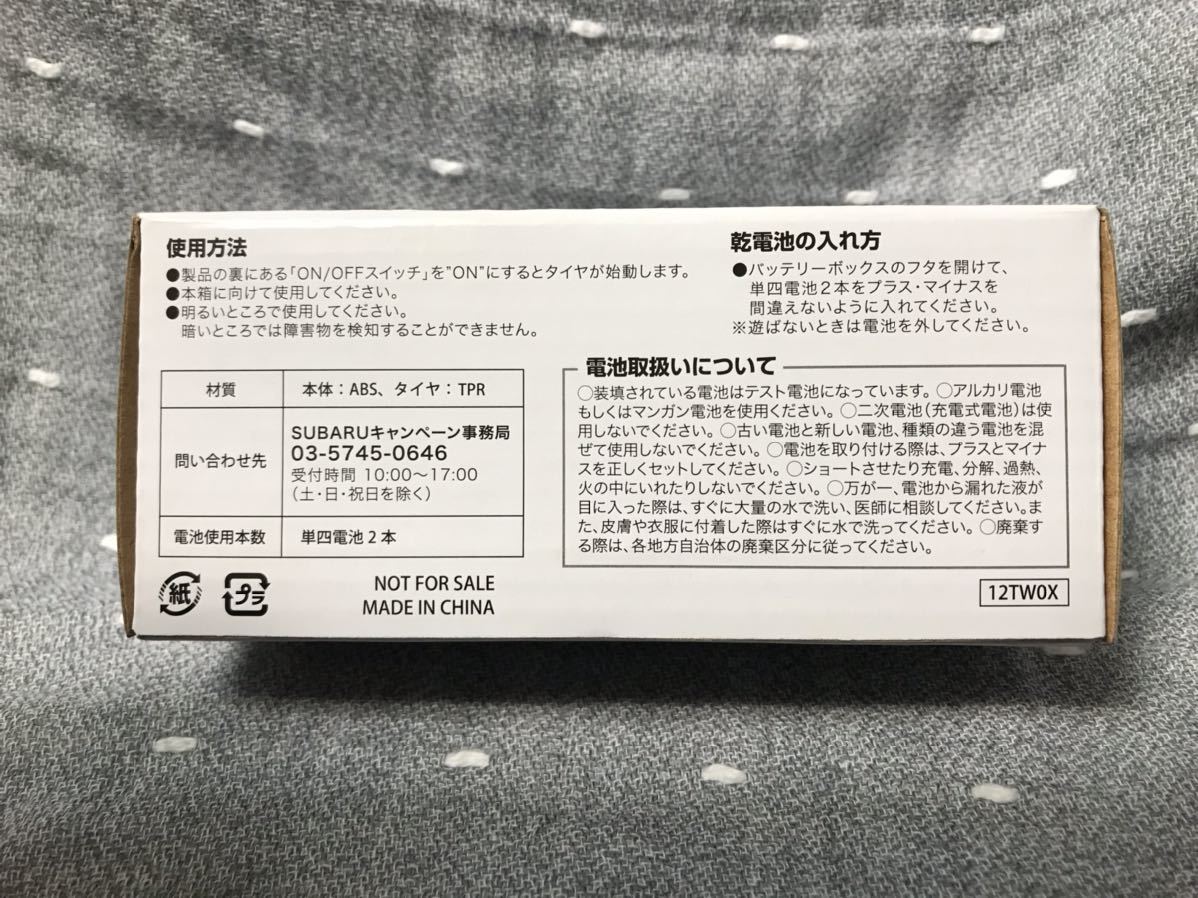 使用方法
●製品の裏にある「ON/OFFスイッチ」を"ON"にするとタイヤが始動します。
●本箱に向けて使用してください。
●明るいところで使用してください。
暗いところでは障害物を検知することができません。
乾電池の入れ方
●バッテリーボックスのフタを開けて、
単四電池2本をプラス・マイナスを
間違えないように入れてください。
※遊ばないときは電池を外してください。
材質 本体：ABS、タイヤ：TPR
問い合わせ先
SUBARUキャンペーン事務局
03-5745-0646
受付時間 10:00～17:00
（土・日・祝日を除く）
電池使用本数 単四電池2本
電池取扱いについて
○装填されている電池はテスト電池になっています。○アルカリ電池
もしくはマンガン電池を使用ください。○二次電池（充電式電池）は使
用しないでください。○古い電池と新しい電池、種類の違う電池を混
ぜて使用しないでください。○電池を取り付ける際は、プラスとマイナ
スを正しくセットしてください。○ショートさせたり充電、分解、過熱、
火の中にいれたりしないでください。○万が一、電池から漏れた液が
目に入った際は、すぐに大量の水で洗い、医師に相談してください。ま
た、皮膚や衣服に付着した際はすぐに水で洗ってください。○廃棄す
る際は、各地方自治体の廃棄区分に従ってください。
紙 プラ
NOT FOR SALE
MADE IN CHINA
12TW0X